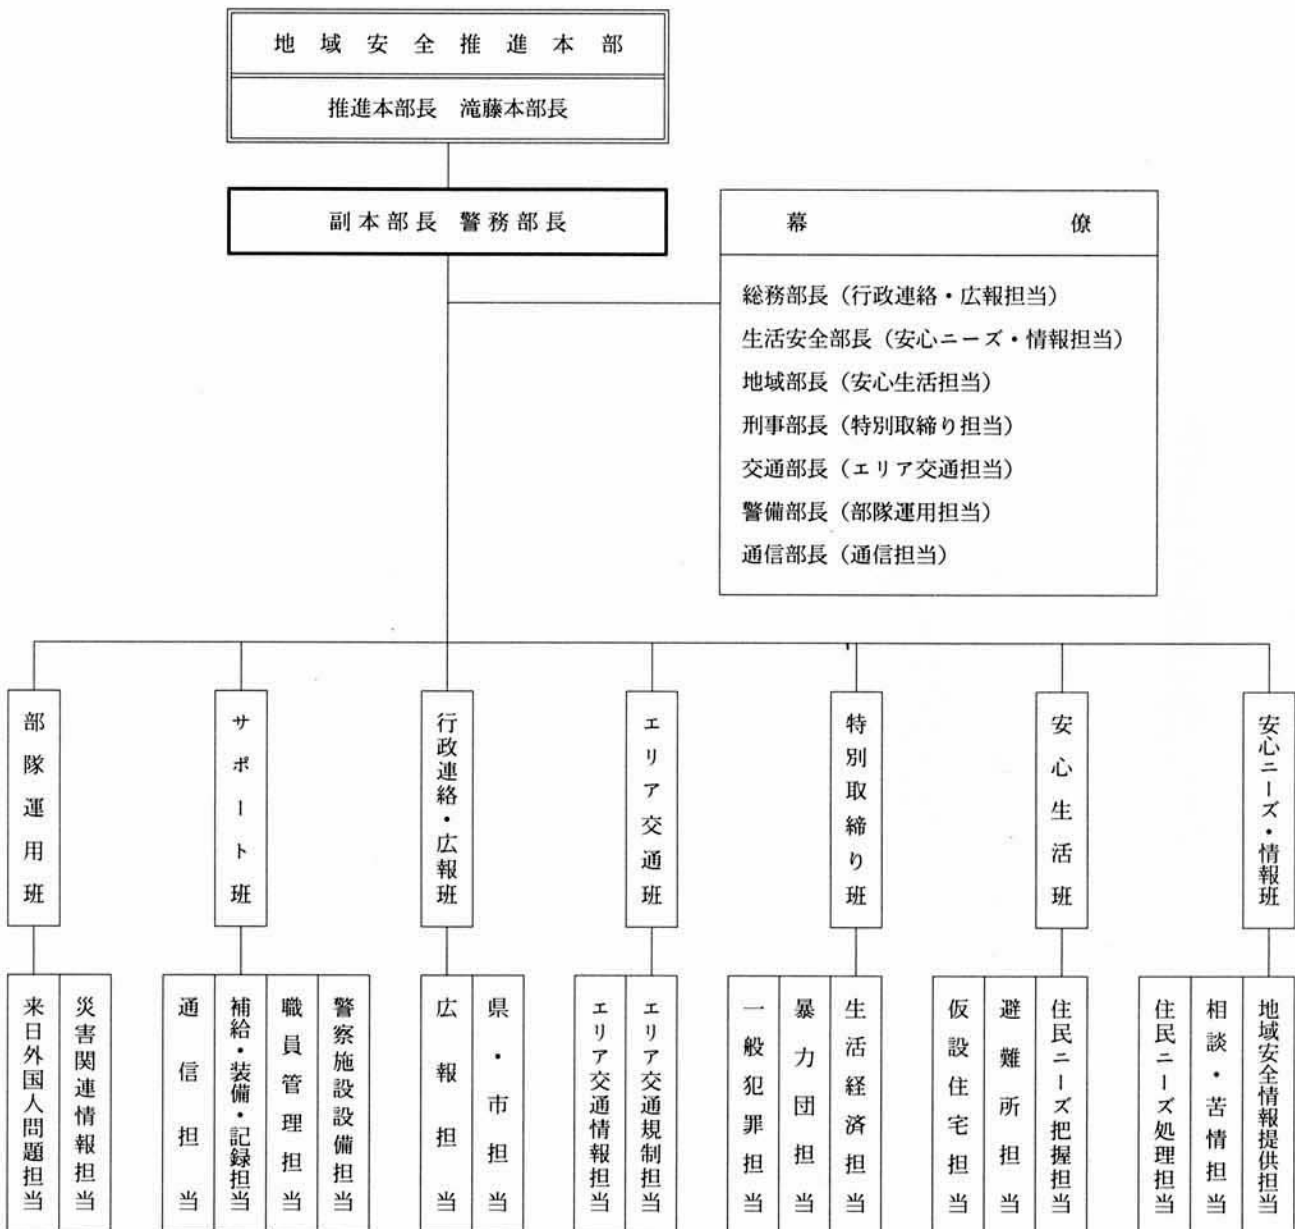 地域安全推進本部
推進本部長 滝藤本部長
副本部長 警務部長
幕僚
総務部長(行政連絡・広報担当)
生活安全部長(安心ニーズ・情報担当)
地域部長(安心生活担当)
刑事部長(特別取締り担当)
交通部長(エリア交通担当)
警備部長(部隊運用担当)
通信部長(通信担当)
安心ニーズ・情報班
安心生活班
特別取締り班
エリア交通班
行政連絡・広報班
サポート班
部隊運用班
地域安全情報提供担当
相談・苦情担当
住民ニーズ処理担当
住民ニーズ把握担当
避難所担当
仮設住宅担当
生活経済担当
暴力団担当
一般犯罪担当
エリア交通規制担当
エリア交通情報担当
県・市担当
広報担当
警察施設設備担当
職員管理担当
補給・装備・記録担当
通信担当
災害関連情報担当
来日外国人問題担当